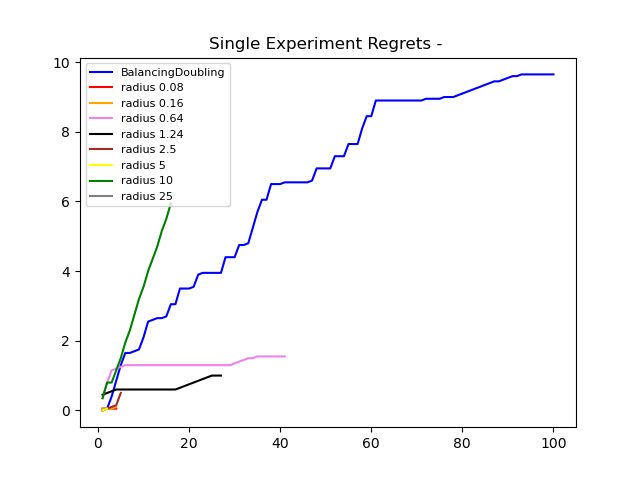 Single Experiment Regrets -
10
8
6
4
2
0
BalancingDoubling
radius 0.08
radius 0.16
radius 0.64
radius 1.24
radius 2.5
radius 5
radius 10
radius 25
0 20 40 60 80 100